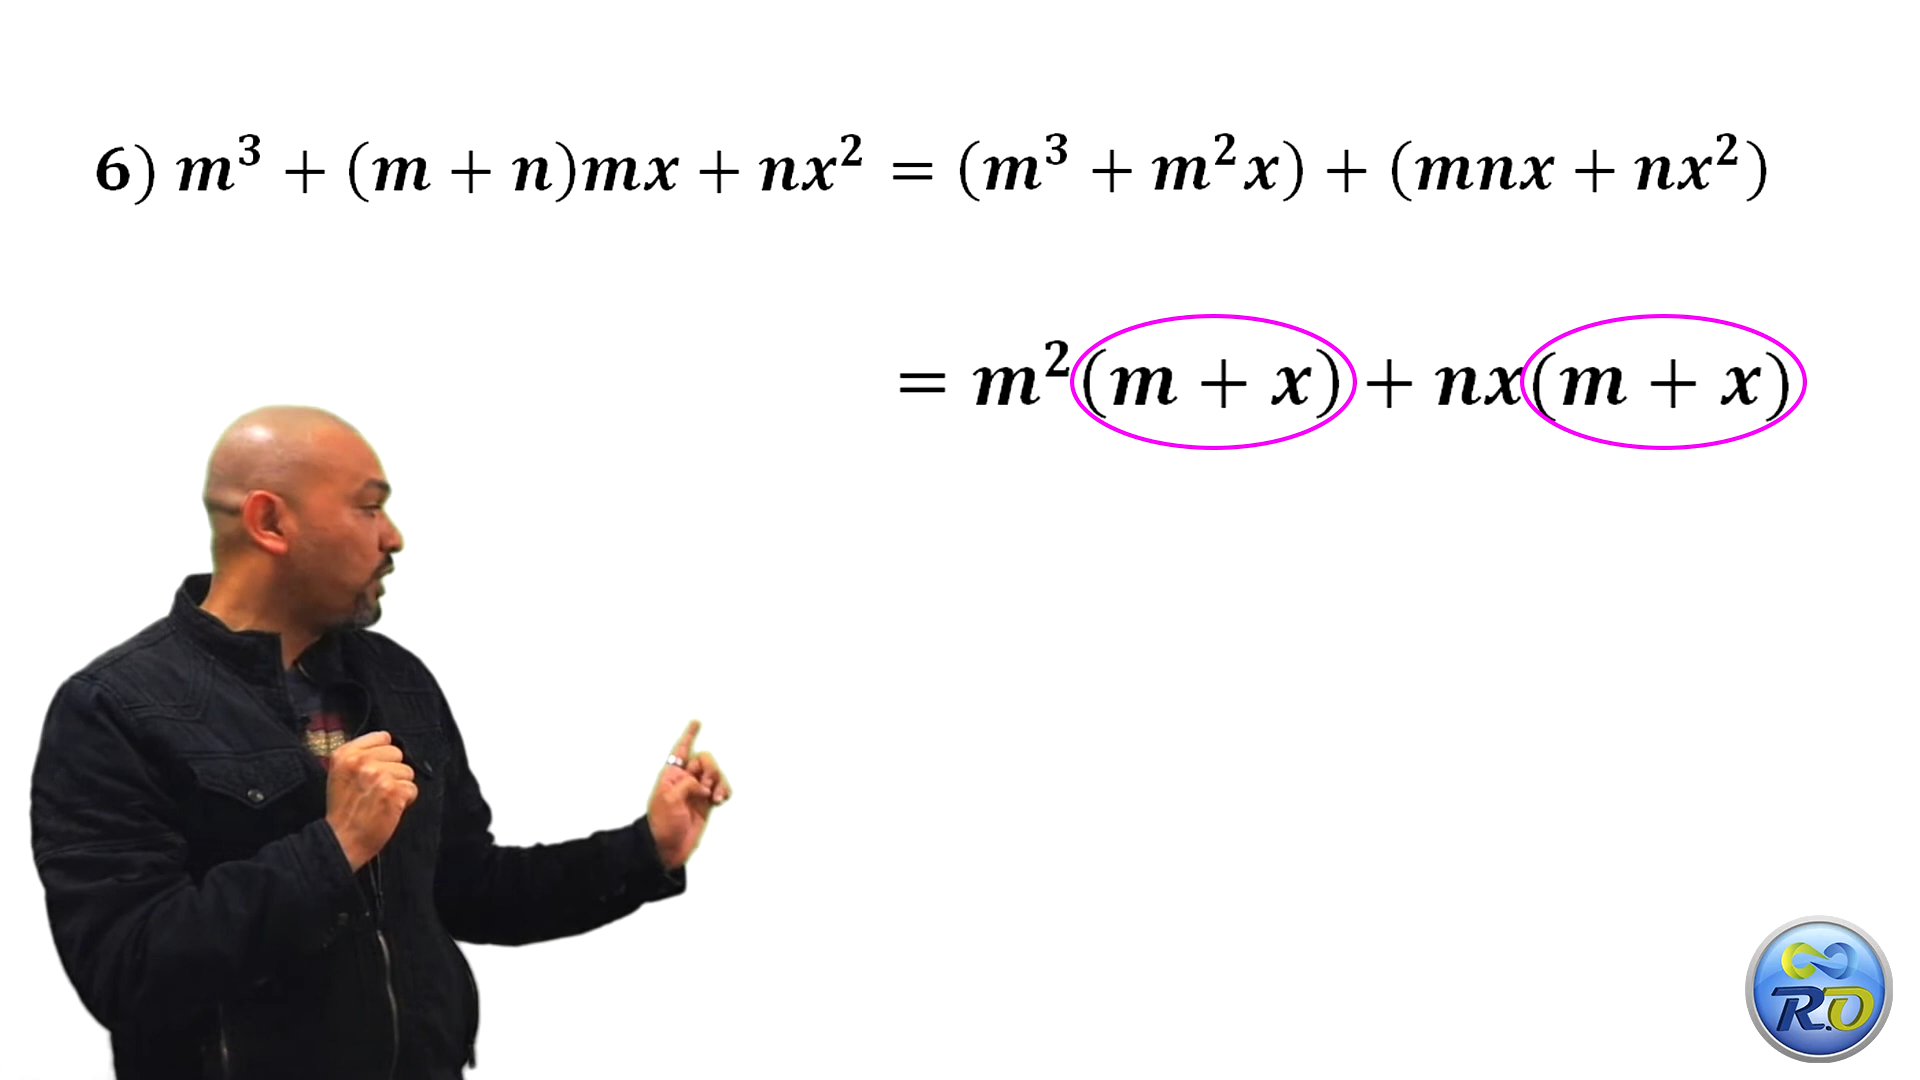 6) m³ + (m + n)mx + nx² = (m³ + m²x) + (mnx + nx²)
= m²(m + x) + nx(m + x)
R.D